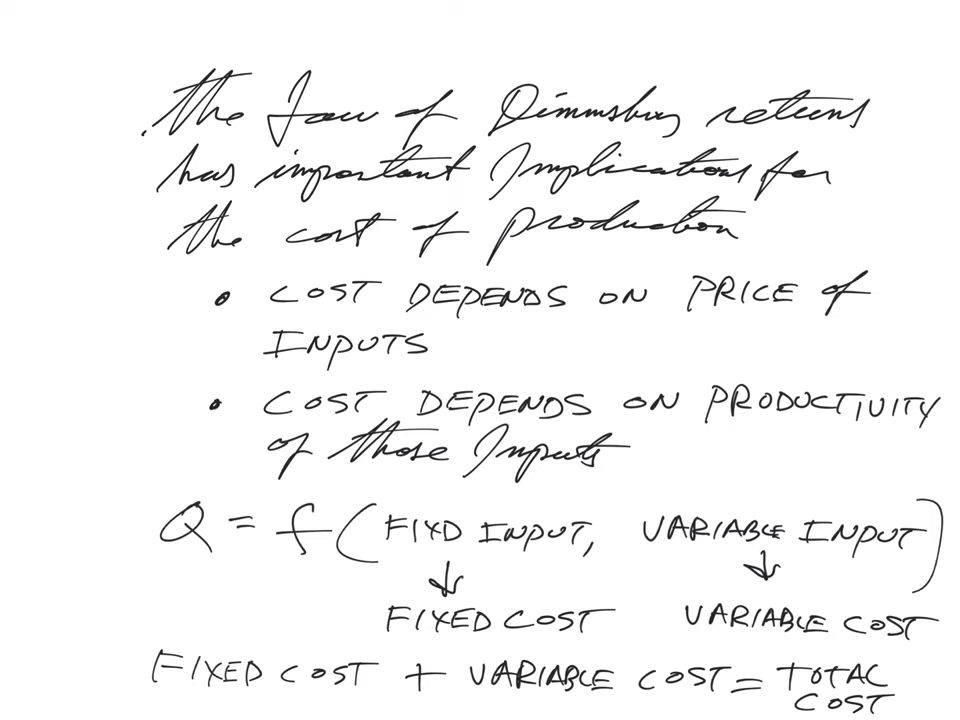 the Law of Diminishing returns
has important Implications for
the cost of production
• COST DEPENDS ON PRICE of
INPUTS
• COST DEPENDS ON PRODUCTIVITY
of those Inputs
Q = f ( FIXD INPUT, VARIABLE INPUT )
↓ ↓
FIXED COST VARIABLE COST
FIXED COST + VARIABLE COST = TOTAL
COST